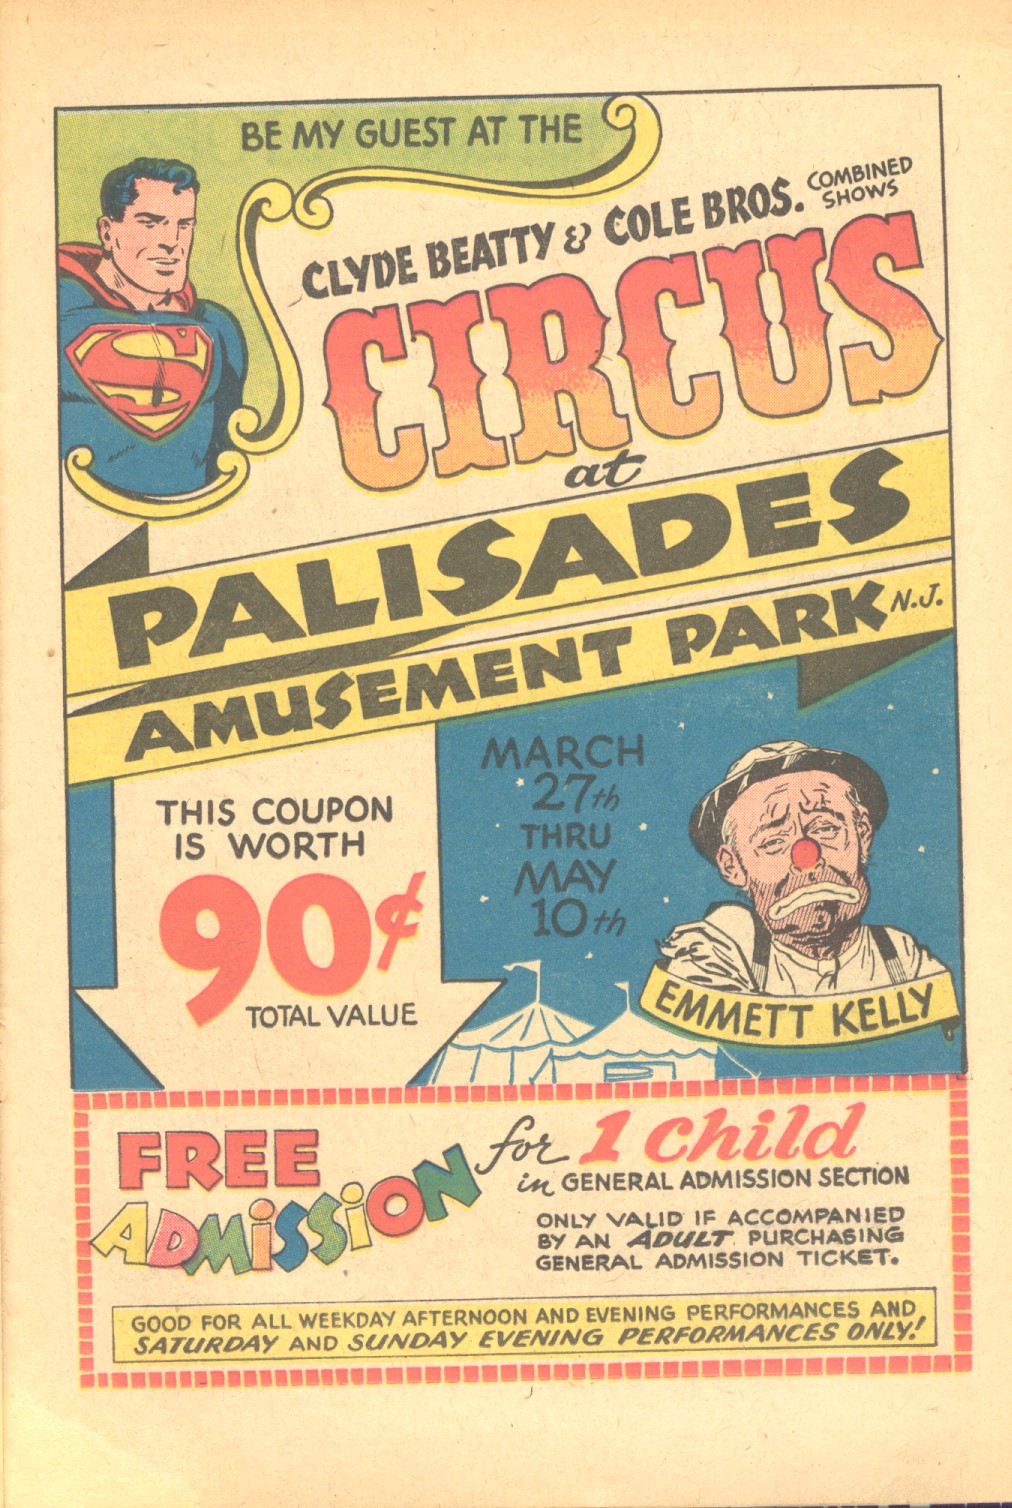 BE MY GUEST AT THE
CLYDE BEATTY & COLE BROS. COMBINED
SHOWS
CIRCUS
at
PALISADES
AMUSEMENT PARK N.J.
MARCH
27th
THRU
MAY
10th
THIS COUPON
IS WORTH
90¢
TOTAL VALUE
EMMETT KELLY
FREE
ADMISSION
for 1 Child
in GENERAL ADMISSION SECTION
ONLY VALID IF ACCOMPANIED
BY AN ADULT PURCHASING
GENERAL ADMISSION TICKET.
GOOD FOR ALL WEEKDAY AFTERNOON AND EVENING PERFORMANCES AND
SATURDAY AND SUNDAY EVENING PERFORMANCES ONLY!